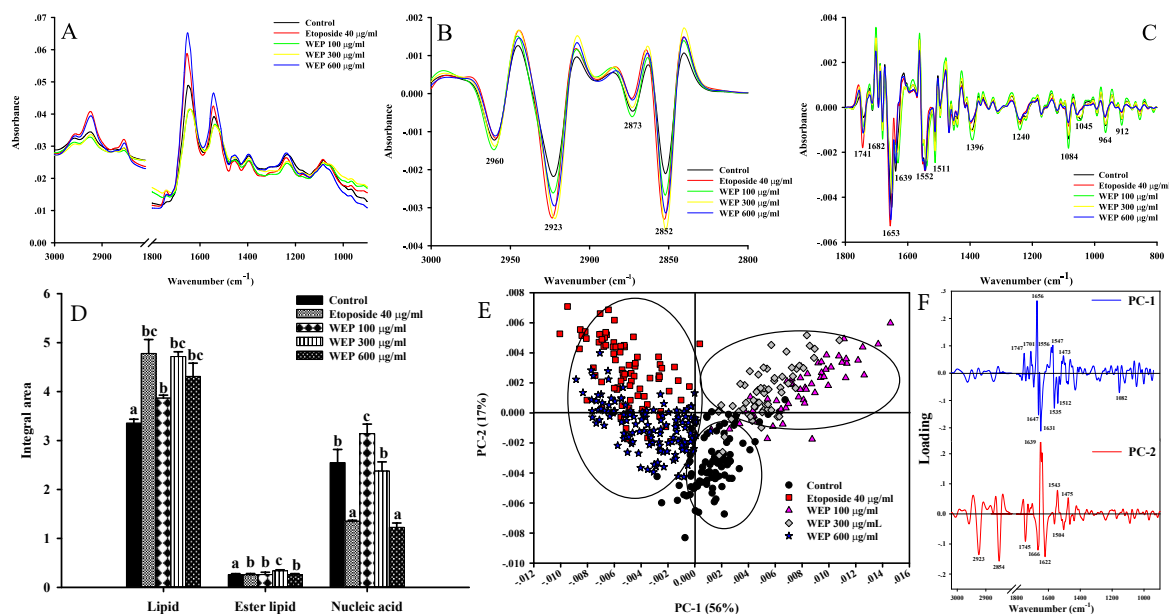 A
Control
Etoposide 40 µg/ml
WEP 100 µg/ml
WEP 300 µg/ml
WEP 600 µg/ml
Absorbance
.07
.06
.05
.04
.03
.02
.01
0.00
3000 2900 1800 1600 1400 1200 1000
Wavenumber (cm-1)
B
Absorbance
.002
.001
0.000
-.001
-.002
-.003
-.004
2960
2923
2873
2852
Control
Etoposide 40 µg/ml
WEP 100 µg/ml
WEP 300 µg/ml
WEP 600 µg/ml
3000 2950 2900 2850 2800
Wavenumber (cm-1)
C
Absorbance
.004
.002
0.000
-.002
-.004
-.006
1741
1682
1653
1639
1552
1511
1396
1240
1084
1045
964
912
Control
Etoposide 40 µg/ml
WEP 100 µg/ml
WEP 300 µg/ml
WEP 600 µg/ml
1800 1600 1400 1200 1000 800
Wavenumber (cm-1)
D
Control
Etoposide 40 µg/ml
WEP 100 µg/ml
WEP 300 µg/ml
WEP 600 µg/ml
Integral area
6
5
4
3
2
1
0
a bc b bc bc
a b b c b
b a c b a
Lipid Ester lipid Nucleic acid
E
PC-2 (17%)
.008
.006
.004
.002
0.000
-.002
-.004
-.006
-.008
-.010
Control
Etoposide 40 µg/ml
WEP 100 µg/ml
WEP 300 µg/mL
WEP 600 µg/ml
-.012 -.010 -.008 -.006 -.004 -.002 0.000 .002 .004 .006 .008 .010 .012 .014 .016
PC-1 (56%)
F
Loading
PC-1
.3
.2
.1
0.0
-.1
-.2
1656
1747
1701
1556
1547
1473
1647
1631
1535
1512
1082
PC-2
.2
.1
0.0
-.1
-.2
1639
1543
1475
2923
2854
1745
1666
1622
1504
3000 2900 1800 1600 1400 1200 1000
Wavenumber (cm-1)